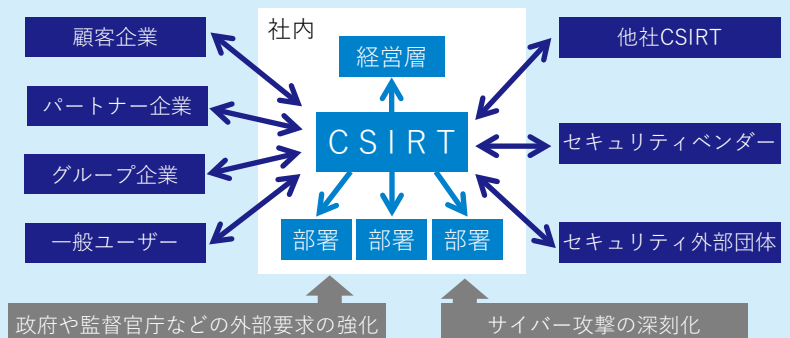 社内
顧客企業
パートナー企業
グループ企業
一般ユーザー
経営層
CSIRT
部署 部署 部署
他社CSIRT
セキュリティベンダー
セキュリティ外部団体
政府や監督官庁などの外部要求の強化
サイバー攻撃の深刻化